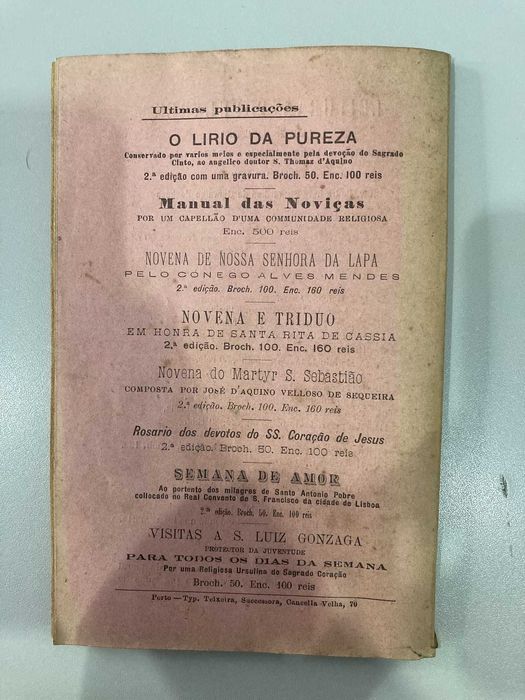 Ultimas publicações
O LIRIO DA PUREZA
Conservado por varios meios e especialmente pela devoção do Sagrado
Cinto, ao angelico doutor S. Thomaz d'Aquino
2.ª edição com uma gravura. Broch. 50. Enc. 100 reis
Manual das Noviças
POR UM CAPELLÃO D'UMA COMMUNIDADE RELIGIOSA
Enc. 500 reis
NOVENA DE NOSSA SENHORA DA LAPA
PELO CONEGO ALVES MENDES
2.ª edição. Broch. 100. Enc. 160 reis
NOVENA E TRIDUO
EM HONRA DE SANTA RITA DE CASSIA
2.ª edição. Broch. 100. Enc. 160 reis
Novena do Martyr S. Sebastião
COMPOSTA POR JOSÉ D'AQUINO VELLOSO DE SEQUEIRA
2.ª edição. Broch. 100. Enc. 160 reis
Rosario dos devotos do SS. Coração de Jesus
2.ª edição. Broch. 50. Enc. 100 reis
SEMANA DE AMOR
Ao portento dos milagres de Santo Antonio Pobre
collocado no Real Convento de S. Francisco da cidade de Lisboa
2.ª edição. Broch. 50. Enc. 100 reis
VISITAS A S. LUIZ GONZAGA
PROTECTOR DA JUVENTUDE
PARA TODOS OS DIAS DA SEMANA
Por uma Religiosa Ursulina do Sagrado Coração
Broch. 50. Enc. 100 reis
Porto—Typ. Teixeira, Successora, Cancella Velha, 70